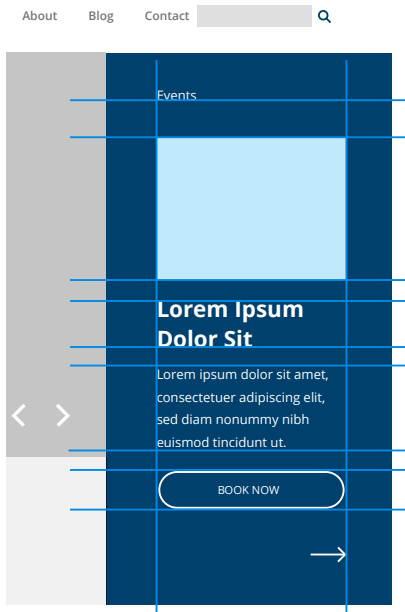 About Blog Contact
Events
Lorem Ipsum
Dolor Sit
Lorem ipsum dolor sit amet,
consectetuer adipiscing elit,
sed diam nonummy nibh
euismod tincidunt ut.
BOOK NOW